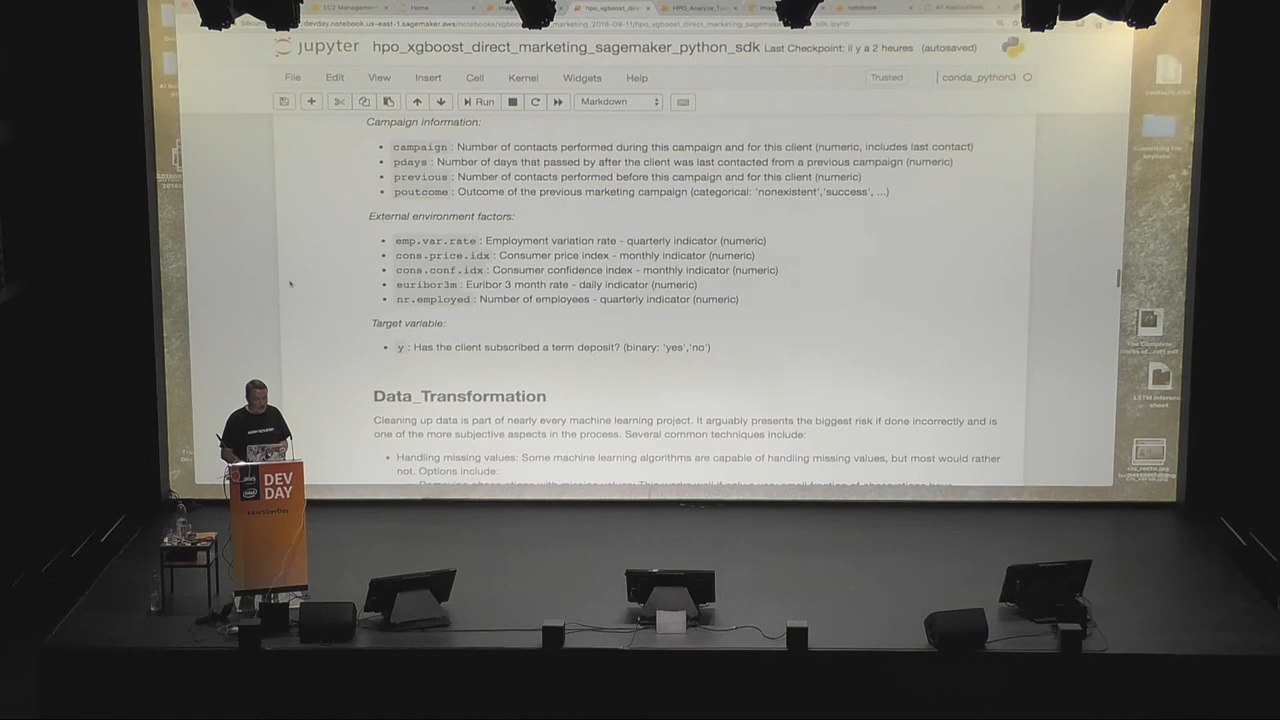 Home
jupyter hpo_xgboost_direct_marketing_sagemaker_python_sdk Last Checkpoint: il y a 2 heures (autosaved)
File Edit View Insert Cell Kernel Widgets Help
Trusted
conda_python3
Run
Markdown
Campaign information:
campaign : Number of contacts performed during this campaign and for this client (numeric, includes last contact)
pdays : Number of days that passed by after the client was last contacted from a previous campaign (numeric)
previous : Number of contacts performed before this campaign and for this client (numeric)
poutcome : Outcome of the previous marketing campaign (categorical: 'nonexistent','success', ...)
External environment factors:
emp.var.rate : Employment variation rate - quarterly indicator (numeric)
cons.price.idx : Consumer price index - monthly indicator (numeric)
cons.conf.idx : Consumer confidence index - monthly indicator (numeric)
euribor3m : Euribor 3 month rate - daily indicator (numeric)
nr.employed : Number of employees - quarterly indicator (numeric)
Target variable:
y : Has the client subscribed a term deposit? (binary: 'yes','no')
Data_Transformation
Cleaning up data is part of nearly every machine learning project. It arguably presents the biggest risk if done incorrectly and is
one of the more subjective aspects in the process. Several common techniques include:
Handling missing values: Some machine learning algorithms are capable of handling missing values, but most would rather
not. Options include:
aws
DEV
DAY
#AWSDevDay